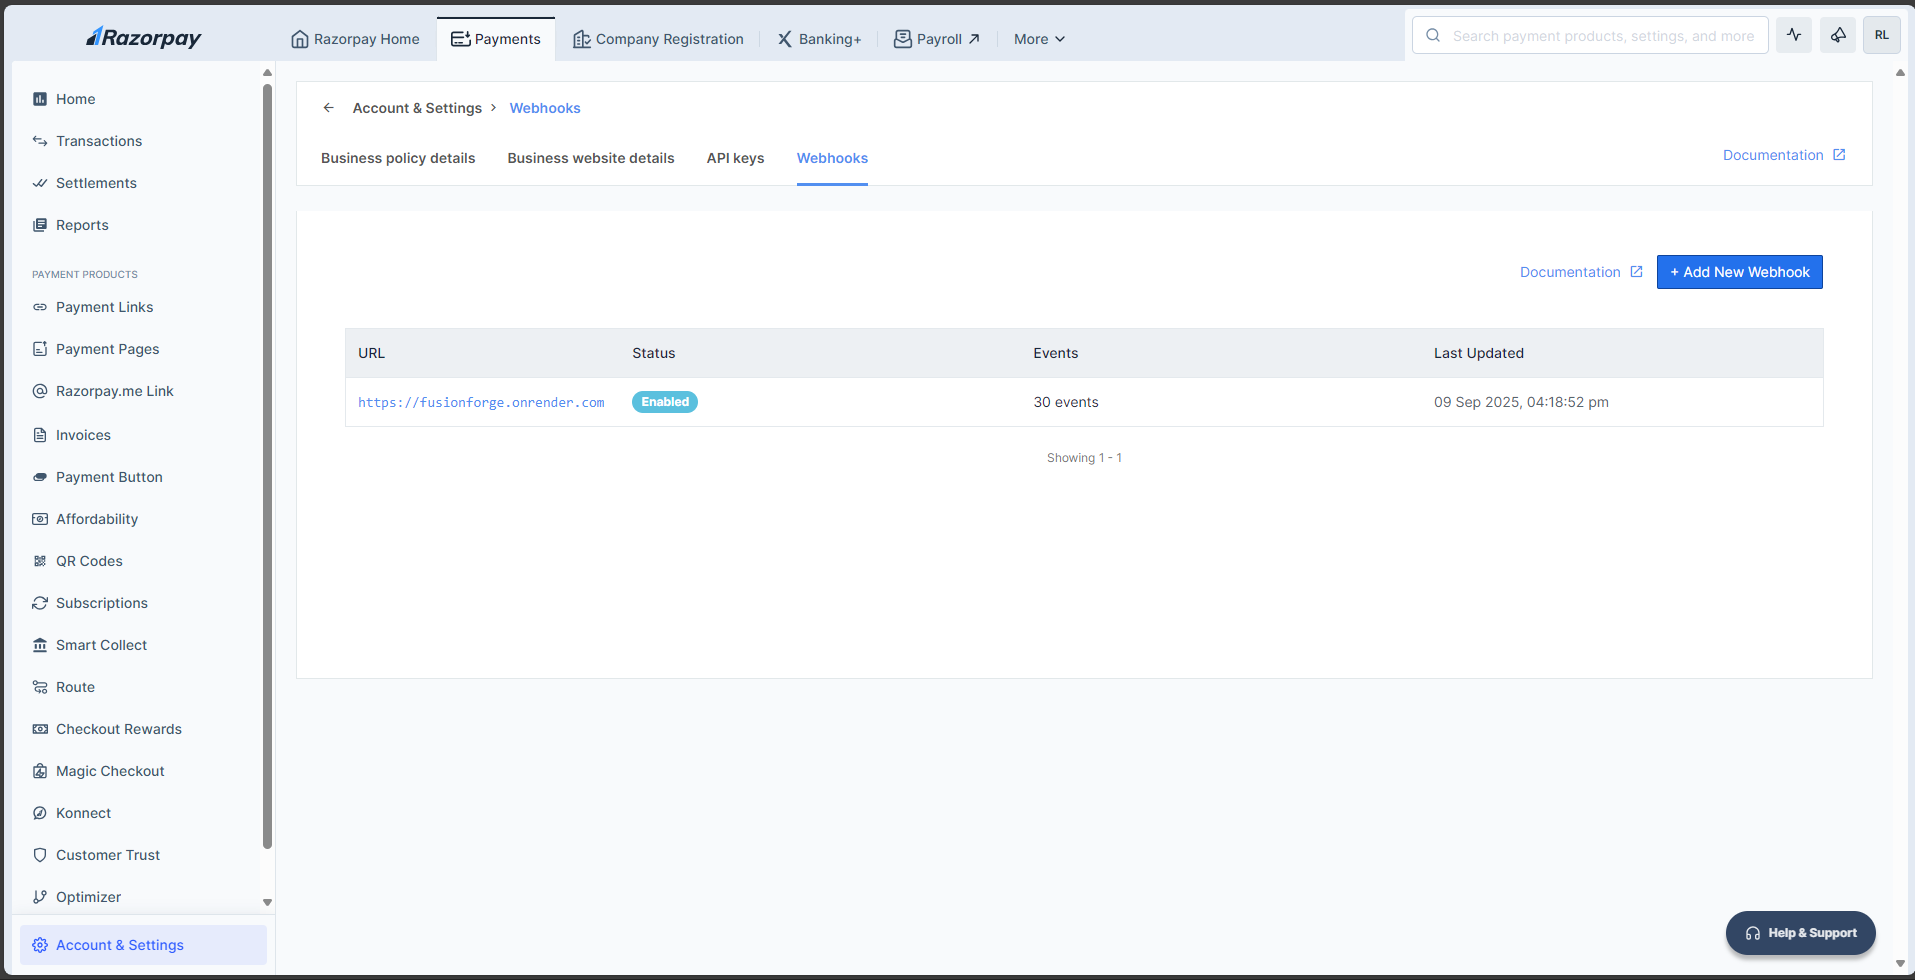 Razorpay
Razorpay Home
Payments
Company Registration
Banking+
Payroll
More
Search payment products, settings, and more
RL
Home
Transactions
Settlements
Reports
PAYMENT PRODUCTS
Payment Links
Payment Pages
Razorpay.me Link
Invoices
Payment Button
Affordability
QR Codes
Subscriptions
Smart Collect
Route
Checkout Rewards
Magic Checkout
Konnect
Customer Trust
Optimizer
Account & Settings
Account & Settings > Webhooks
Business policy details
Business website details
API keys
Webhooks
Documentation
Documentation
+ Add New Webhook
URL Status Events Last Updated
https://fusionforge.onrender.com Enabled 30 events 09 Sep 2025, 04:18:52 pm
Showing 1 - 1
Help & Support